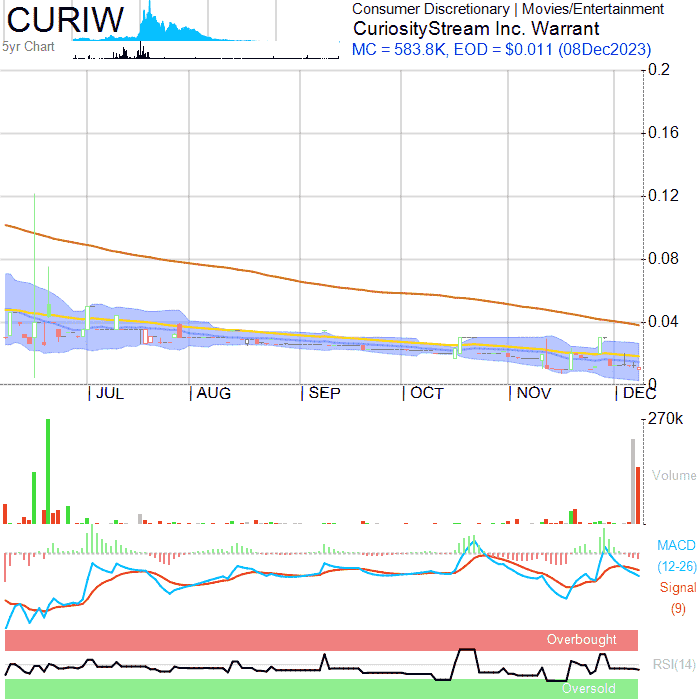 CURIW
5yr Chart
Consumer Discretionary | Movies/Entertainment
CuriosityStream Inc. Warrant
MC = 583.8K, EOD = $0.011 (08Dec2023)
0.2
0.16
0.12
0.08
0.04
0
JUL AUG SEP OCT NOV DEC
270k
Volume
MACD
(12-26)
Signal
(9)
Overbought
RSI(14)
Oversold